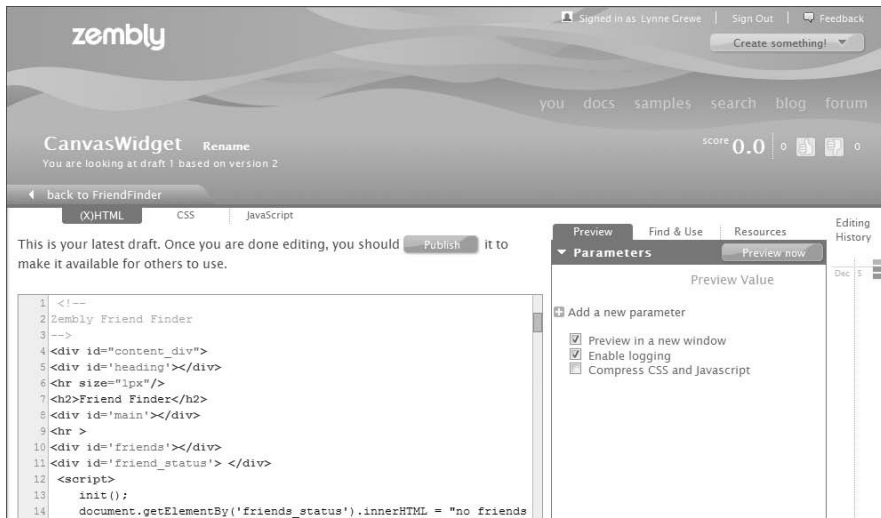 zembly
Signed in as Lynne Grewe | Sign Out | Feedback
Create something!
you docs samples search blog forum
CanvasWidget Rename
score 0.0 0 0
You are looking at draft 1 based on version 2
back to FriendFinder
(X)HTML CSS JavaScript
This is your latest draft. Once you are done editing, you should Publish it to
make it available for others to use.
1 <!--
2 Zembly Friend Finder
3 -->
4 <div id="content_div">
5 <div id='heading'></div>
6 <hr size="1px"/>
7 <h2>Friend Finder</h2>
8 <div id='main'></div>
9 <hr >
10 <div id='friends'></div>
11 <div id='friend_status'> </div>
12 <script>
13 init();
14 document.getElementBy('friends_status').innerHTML = "no friends
Preview Find & Use Resources
Parameters Preview now
Preview Value
Add a new parameter
Preview in a new window
Enable logging
Compress CSS and Javascript
Editing
History
Dec 5